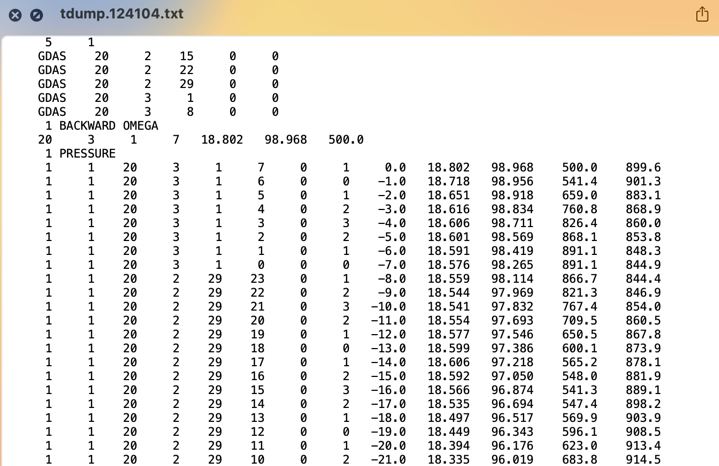 tdump.124104.txt
5 1
GDAS 20 2 15 0 0
GDAS 20 2 22 0 0
GDAS 20 2 29 0 0
GDAS 20 3 1 0 0
GDAS 20 3 8 0 0
1 BACKWARD OMEGA
20 3 1 7 18.802 98.968 500.0
1 PRESSURE
1 1 20 3 1 7 0 1 0.0 18.802 98.968 500.0 899.6
1 1 20 3 1 6 0 0 -1.0 18.718 98.956 541.4 901.3
1 1 20 3 1 5 0 1 -2.0 18.651 98.918 659.0 883.1
1 1 20 3 1 4 0 2 -3.0 18.616 98.834 760.8 868.9
1 1 20 3 1 3 0 3 -4.0 18.606 98.711 826.4 860.0
1 1 20 3 1 2 0 2 -5.0 18.601 98.569 868.1 853.8
1 1 20 3 1 1 0 1 -6.0 18.591 98.419 891.1 848.3
1 1 20 3 1 0 0 0 -7.0 18.576 98.265 891.1 844.9
1 1 20 2 29 23 0 1 -8.0 18.559 98.114 866.7 844.4
1 1 20 2 29 22 0 2 -9.0 18.544 97.969 821.3 846.9
1 1 20 2 29 21 0 3 -10.0 18.541 97.832 767.4 854.0
1 1 20 2 29 20 0 2 -11.0 18.554 97.693 709.5 860.5
1 1 20 2 29 19 0 1 -12.0 18.577 97.546 650.5 867.8
1 1 20 2 29 18 0 0 -13.0 18.599 97.386 600.1 873.9
1 1 20 2 29 17 0 1 -14.0 18.606 97.218 565.2 878.1
1 1 20 2 29 16 0 2 -15.0 18.592 97.050 548.0 881.9
1 1 20 2 29 15 0 3 -16.0 18.566 96.874 541.3 889.1
1 1 20 2 29 14 0 2 -17.0 18.535 96.694 547.4 898.2
1 1 20 2 29 13 0 1 -18.0 18.497 96.517 569.9 903.9
1 1 20 2 29 12 0 0 -19.0 18.449 96.343 596.1 908.5
1 1 20 2 29 11 0 1 -20.0 18.394 96.176 623.0 913.4
1 1 20 2 29 10 0 2 -21.0 18.335 96.019 683.8 914.5